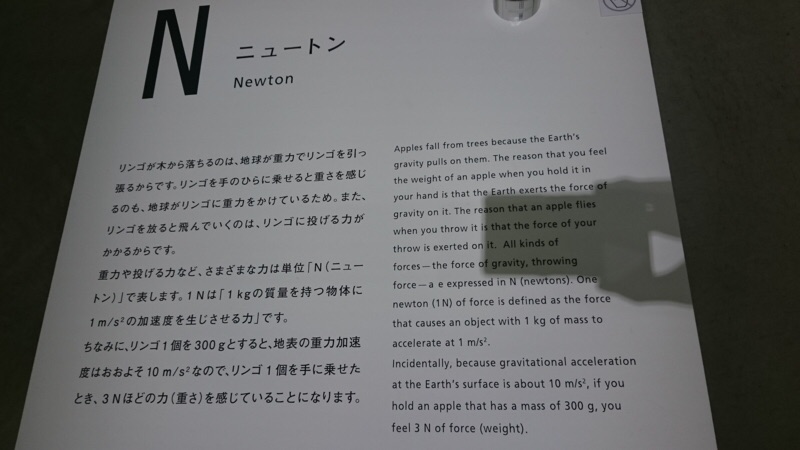 N
ニュートン
Newton
リンゴが木から落ちるのは、地球が重力でリンゴを引っ
張るからです。リンゴを手のひらに乗せると重さを感じ
るのも、地球がリンゴに重力をかけているため。また、
リンゴを放ると飛んでいくのは、リンゴに投げる力が
かかるからです。
重力や投げる力など、さまざまな力は単位「N(ニュー
トン)」で表します。1Nは「1kgの質量を持つ物体に
1m/s²の加速度を生じさせる力」です。
ちなみに、リンゴ1個を300gとすると、地表の重力加速
度はおおよそ10m/s²なので、リンゴ1個を手に乗せた
とき、3Nほどの力(重さ)を感じていることになります。
Apples fall from trees because the Earth's
gravity pulls on them. The reason that you feel
the weight of an apple when you hold it in
your hand is that the Earth exerts the force of
gravity on it. The reason that an apple flies
when you throw it is that the force of your
throw is exerted on it. All kinds of
forces—the force of gravity, throwing
force—a e expressed in N (newtons). One
newton (1N) of force is defined as the force
that causes an object with 1 kg of mass to
accelerate at 1 m/s².
Incidentally, because gravitational acceleration
at the Earth's surface is about 10 m/s², if you
hold an apple that has a mass of 300 g, you
feel 3 N of force (weight).